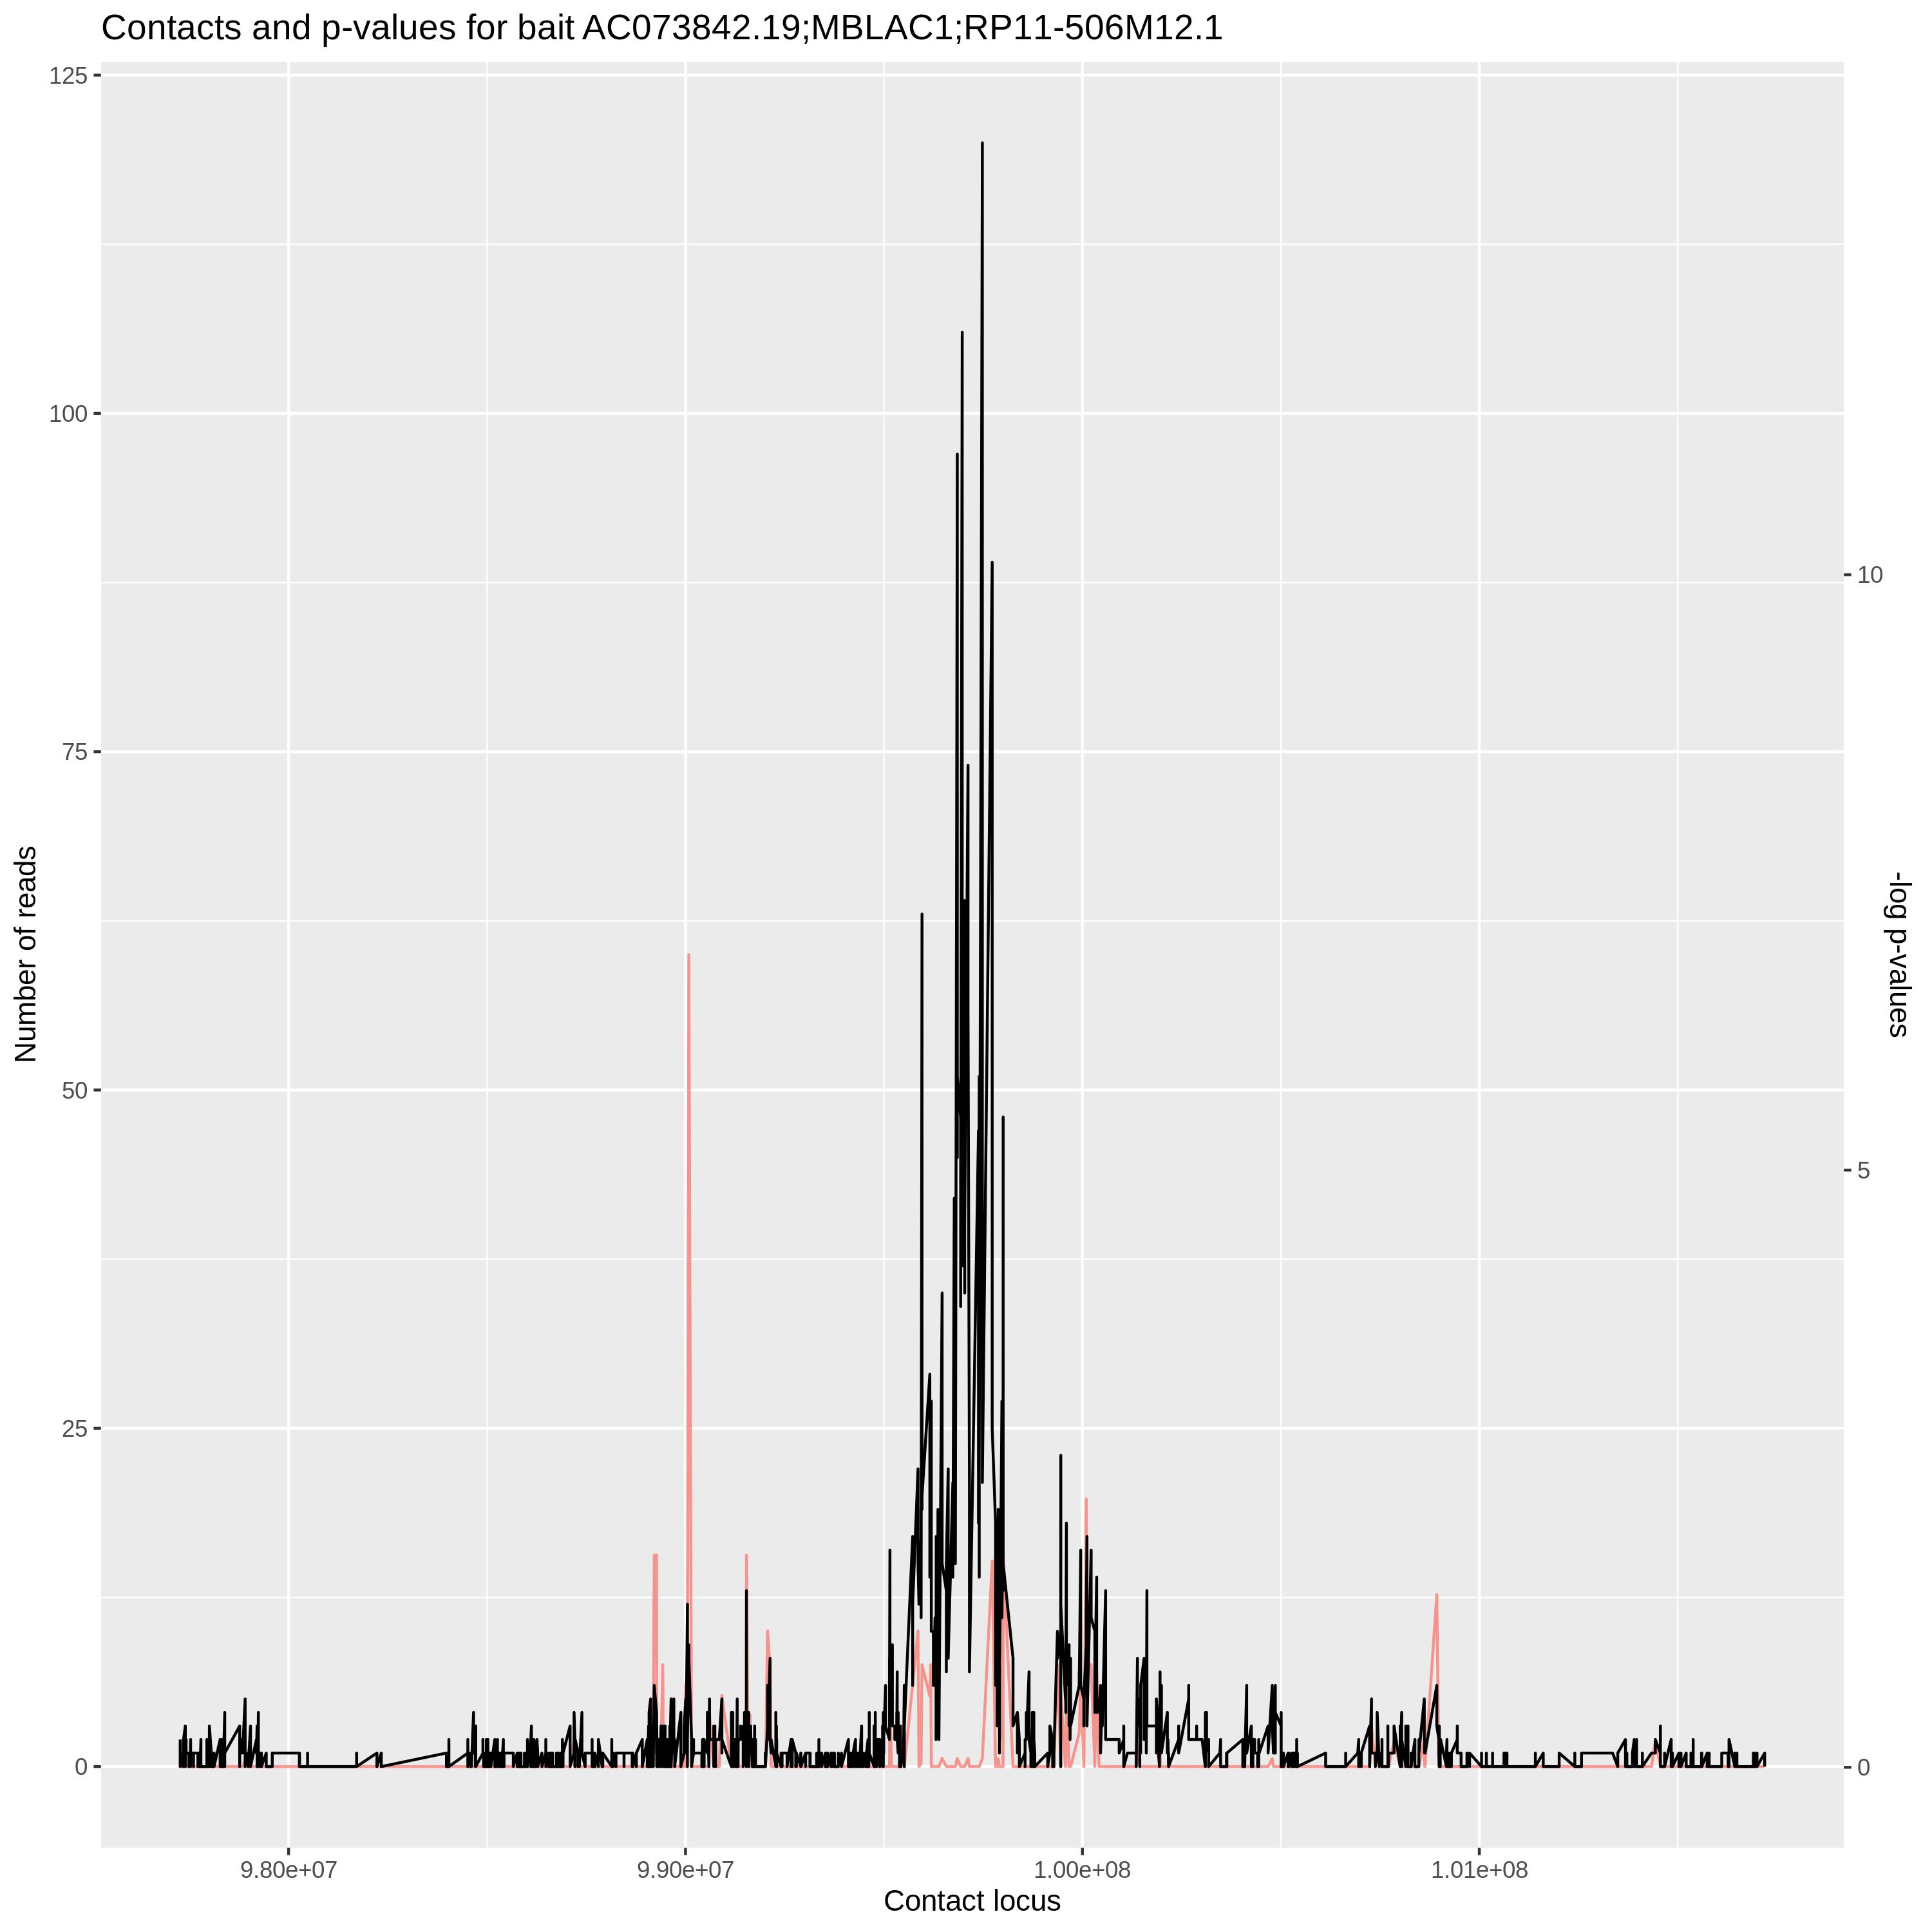 Contacts and p-values for bait AC073842.19;MBLAC1;RP11-506M12.1
125
100
75
50
25
0
Number of reads
10
5
0
-log p-values
9.80e+07
9.90e+07
1.00e+08
1.01e+08
Contact locus